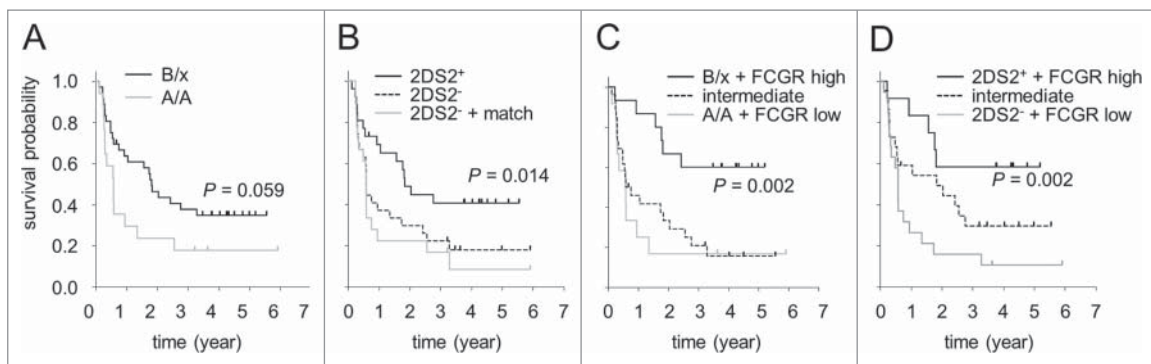 A
B/x
A/A
P = 0.059
survival probability
1.0
0.8
0.6
0.4
0.2
0.0
0 1 2 3 4 5 6 7
time (year)
B
2DS2+
2DS2-
2DS2- + match
P = 0.014
0 1 2 3 4 5 6 7
time (year)
C
B/x + FCGR high
intermediate
A/A + FCGR low
P = 0.002
0 1 2 3 4 5 6 7
time (year)
D
2DS2+ + FCGR high
intermediate
2DS2- + FCGR low
P = 0.002
0 1 2 3 4 5 6 7
time (year)